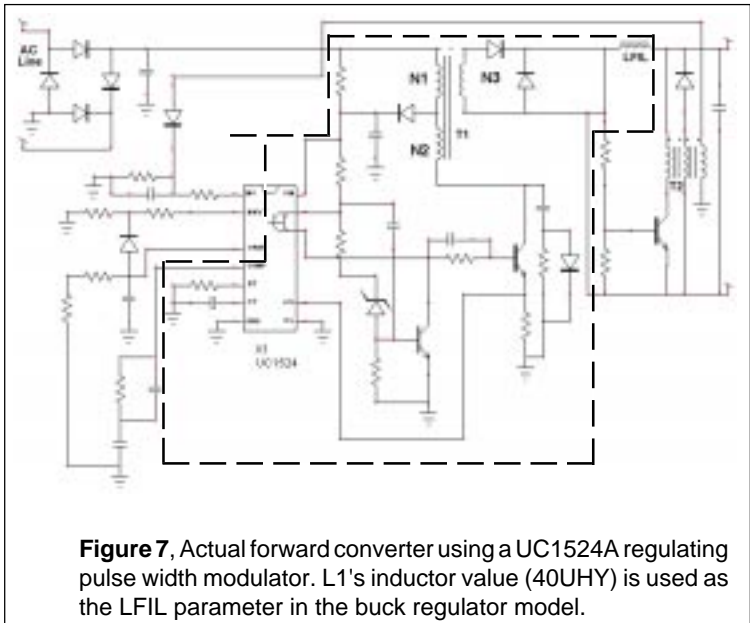 AC
Line
N1
N3
LFIL
T1
N2
X1
UC1524
Figure 7, Actual forward converter using a UC1524A regulating
pulse width modulator. L1's inductor value (40UHY) is used as
the LFIL parameter in the buck regulator model.